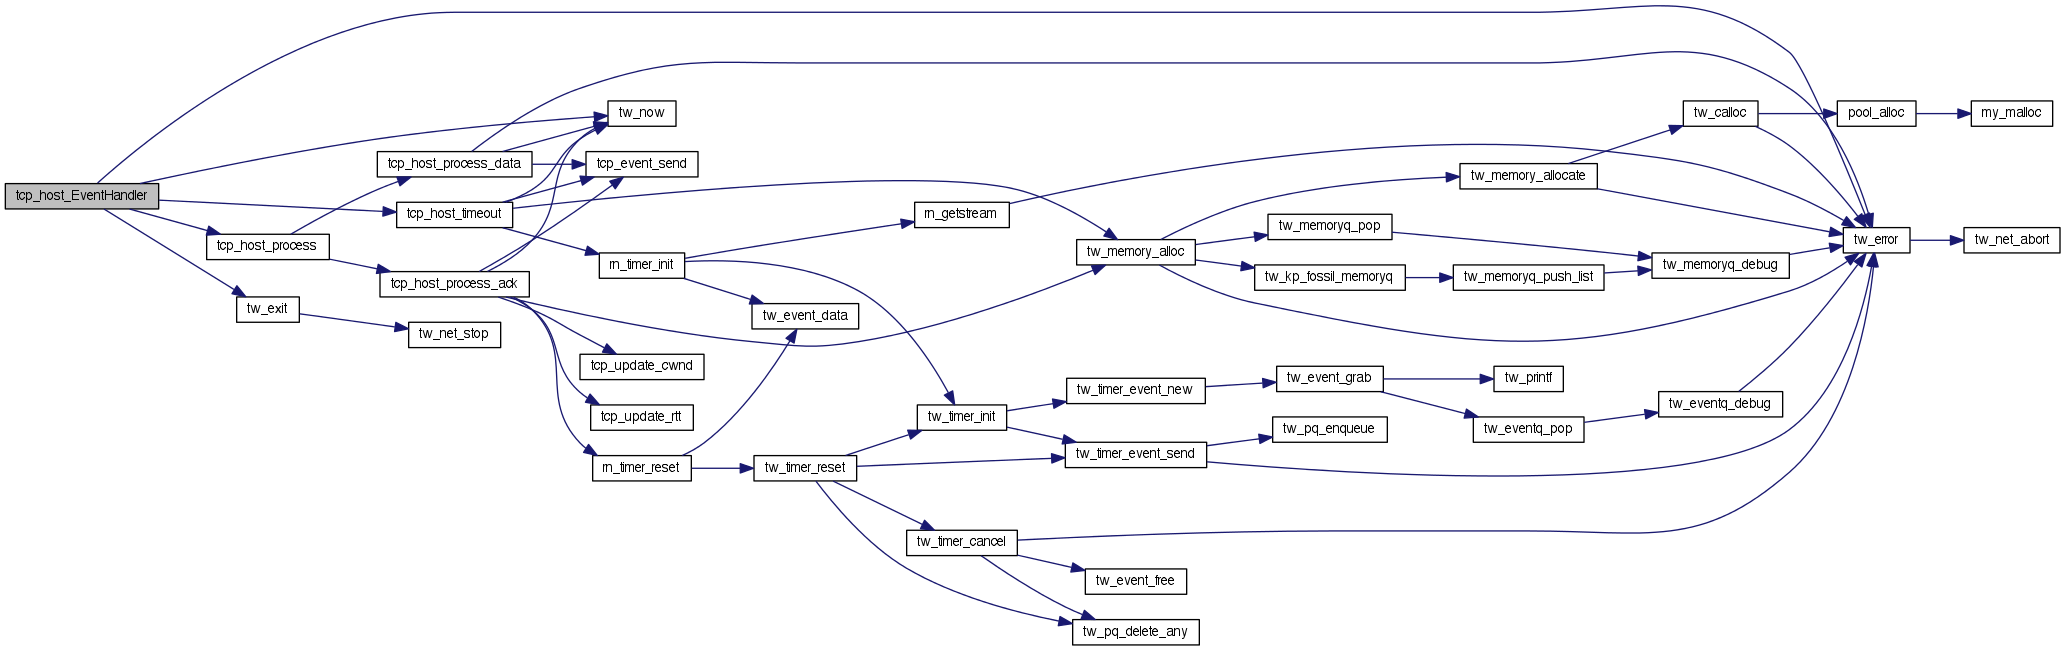 tcp_host_EventHandler
tcp_host_process
tw_exit
tcp_host_process_data
tcp_host_timeout
tcp_host_process_ack
tw_net_stop
tw_now
tcp_event_send
rn_timer_init
tcp_update_cwnd
tcp_update_rtt
rn_timer_reset
tw_event_data
tw_timer_reset
rn_getstream
tw_timer_init
tw_timer_cancel
tw_memory_alloc
tw_timer_event_new
tw_timer_event_send
tw_event_free
tw_pq_delete_any
tw_memoryq_pop
tw_kp_fossil_memoryq
tw_event_grab
tw_pq_enqueue
tw_memory_allocate
tw_memoryq_push_list
tw_printf
tw_eventq_pop
tw_calloc
tw_memoryq_debug
tw_eventq_debug
pool_alloc
tw_error
my_malloc
tw_net_abort